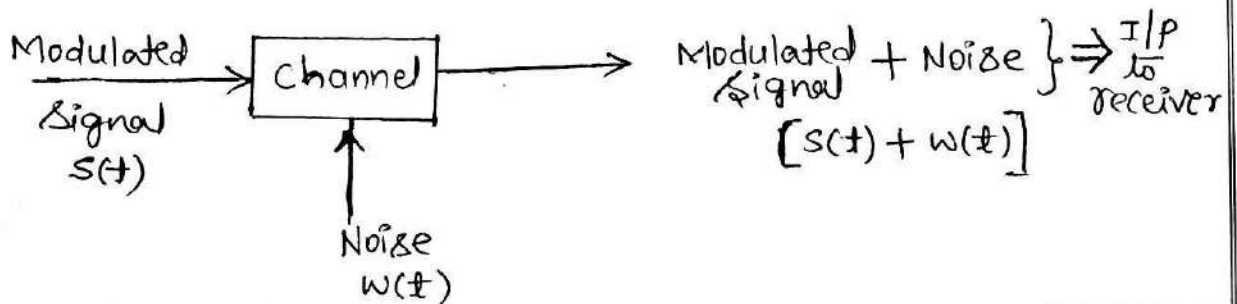 Modulated
Signal
S(t)
Channel
Noise
W(t)
Modulated + Noise } ⇒ I/P
Signal to
receiver
[S(t) + W(t)]